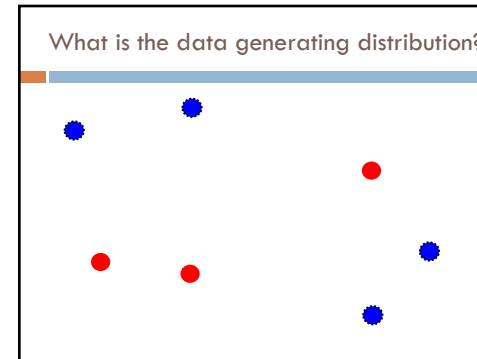 What is the data generating distribution?